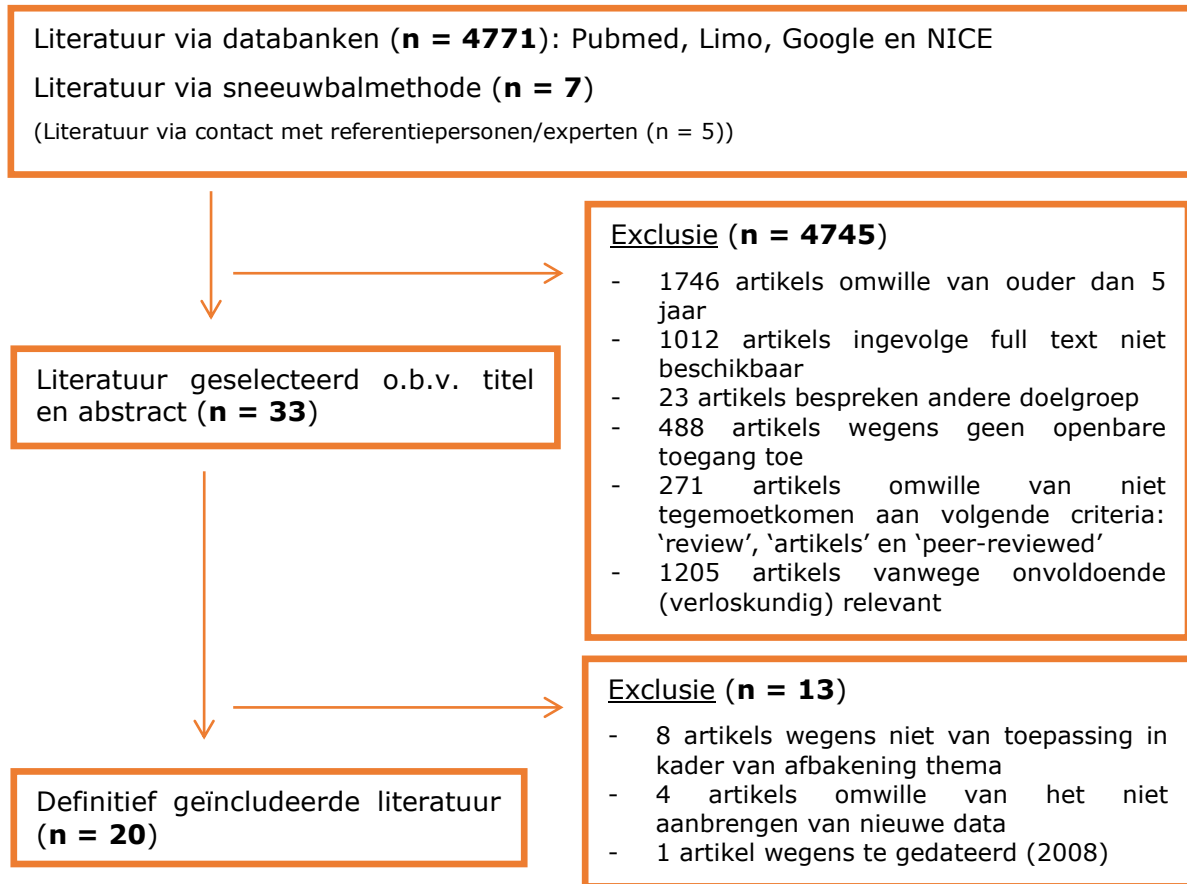 Literatuur via databanken (n = 4771): Pubmed, Limo, Google en NICE
Literatuur via sneeuwbalmethode (n = 7)
(Literatuur via contact met referentiepersonen/experten (n = 5))
Exclusie (n = 4745)
- 1746 artikels omwille van ouder dan 5
jaar
- 1012 artikels ingevolge full text niet
beschikbaar
- 23 artikels bespreken andere doelgroep
- 488 artikels wegens geen openbare
toegang toe
- 271 artikels omwille van niet
tegemoetkomen aan volgende criteria:
‘review’, ‘artikels’ en ‘peer-reviewed’
- 1205 artikels vanwege onvoldoende
(verloskundig) relevant
Literatuur geselecteerd o.b.v. titel
en abstract (n = 33)
Exclusie (n = 13)
- 8 artikels wegens niet van toepassing in
kader van afbakening thema
- 4 artikels omwille van het niet
aanbrengen van nieuwe data
- 1 artikel wegens te gedateerd (2008)
Definitief geïncludeerde literatuur
(n = 20)